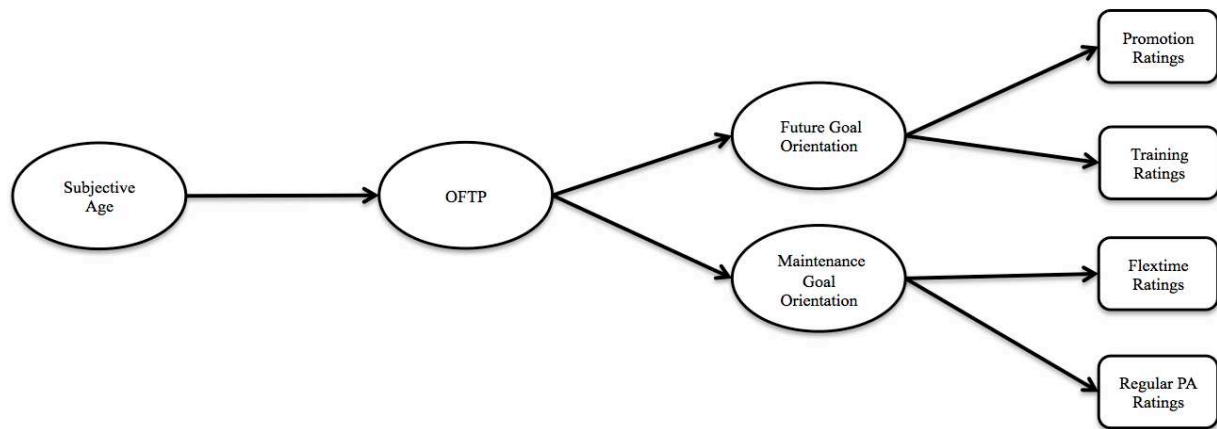 Subjective
Age
OFTP
Future Goal
Orientation
Maintenance
Goal
Orientation
Promotion
Ratings
Training
Ratings
Flextime
Ratings
Regular PA
Ratings